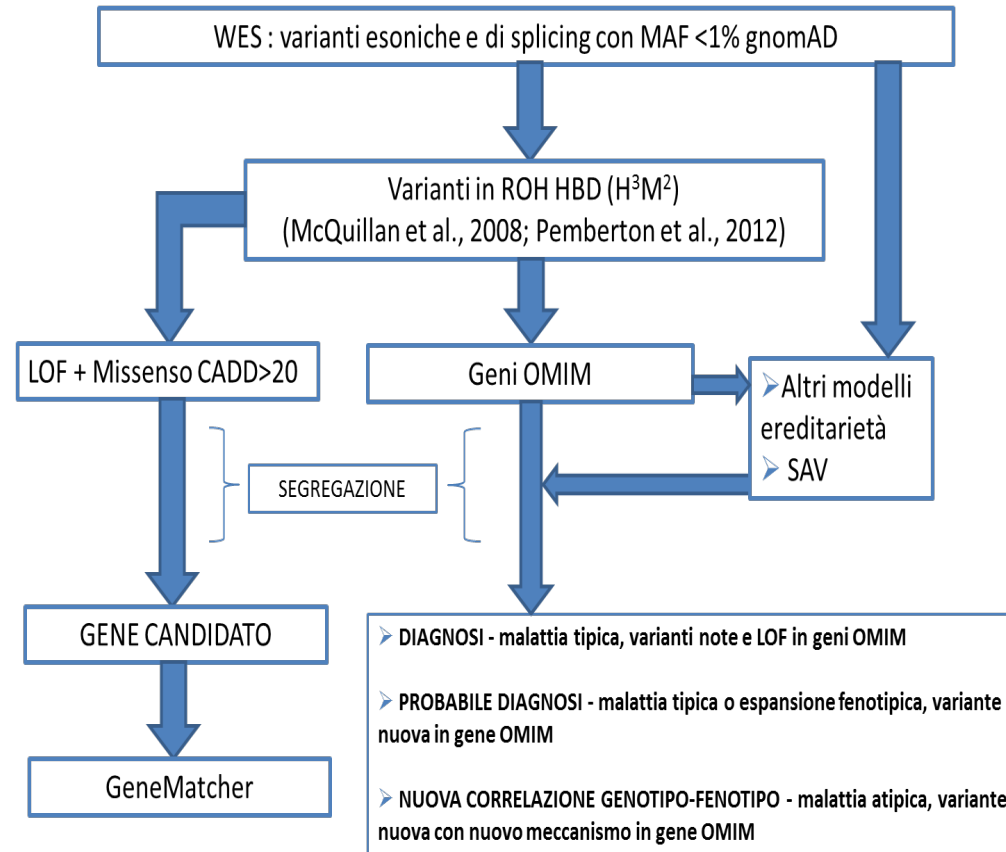 WES : varianti esoniche e di splicing con MAF <1% gnomAD
Varianti in ROH HBD (H³M²)
(McQuillan et al., 2008; Pemberton et al., 2012)
LOF + Missenso CADD>20
Geni OMIM
➢Altri modelli
ereditarietà
➢ SAV
SEGREGAZIONE
GENE CANDIDATO
GeneMatcher
➢ DIAGNOSI - malattia tipica, varianti note e LOF in geni OMIM
➢ PROBABILE DIAGNOSI - malattia tipica o espansione fenotipica, variante
nuova in gene OMIM
➢ NUOVA CORRELAZIONE GENOTIPO-FENOTIPO - malattia atipica, variante
nuova con nuovo meccanismo in gene OMIM